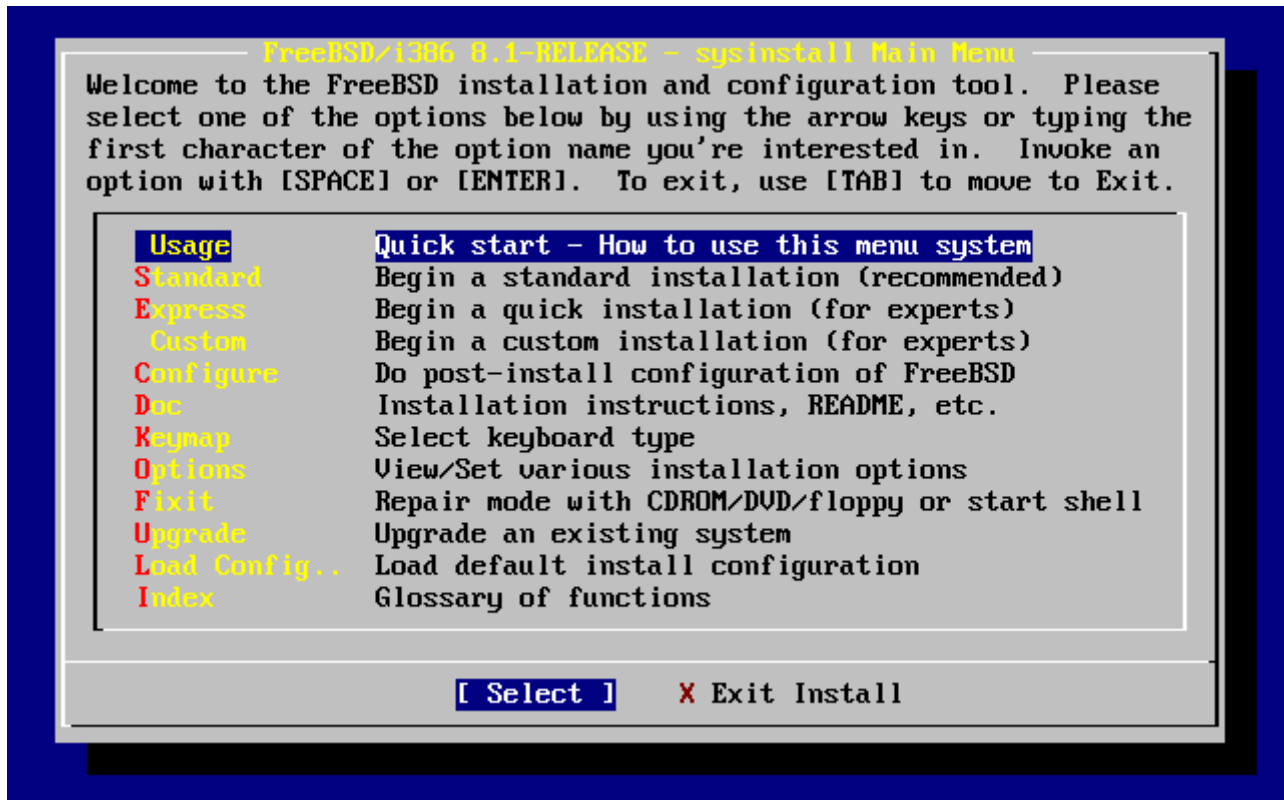 FreeBSD/i386 8.1-RELEASE - sysinstall Main Menu
Welcome to the FreeBSD installation and configuration tool.  Please
select one of the options below by using the arrow keys or typing the
first character of the option name you're interested in.  Invoke an
option with [SPACE] or [ENTER].  To exit, use [TAB] to move to Exit.
Usage Quick start - How to use this menu system
Standard Begin a standard installation (recommended)
Express Begin a quick installation (for experts)
Custom Begin a custom installation (for experts)
Configure Do post-install configuration of FreeBSD
Doc Installation instructions, README, etc.
Keymap Select keyboard type
Options View/Set various installation options
Fixit Repair mode with CDROM/DVD/floppy or start shell
Upgrade Upgrade an existing system
Load Config.. Load default install configuration
Index Glossary of functions
[ Select ] X Exit Install